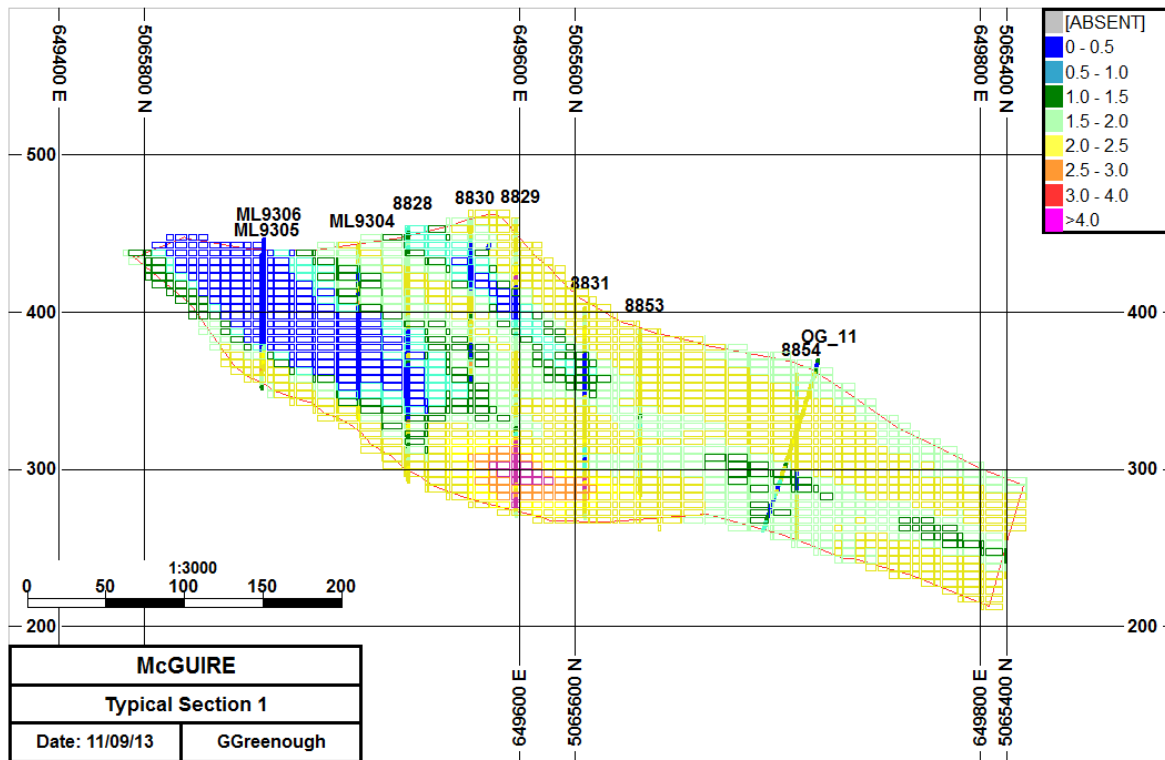 649400 E
5065800 N
649600 E
5065600 N
649800 E
5065400 N
[ABSENT]
0 - 0.5
0.5 - 1.0
1.0 - 1.5
1.5 - 2.0
2.0 - 2.5
2.5 - 3.0
3.0 - 4.0
>4.0
500
500
ML9306
ML9305
ML9304
8828
8830
8829
8831
8853
8854
OG_11
400
400
300
300
1:3000
0 50 100 150 200
200
200
McGUIRE
Typical Section 1
Date: 11/09/13
GGreenough
649600 E
5065600 N
649800 E
5065400 N